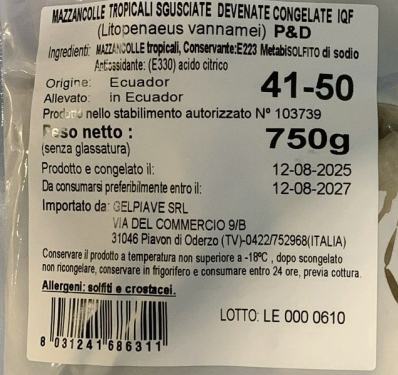 MAZZANCOLLE TROPICALI SGUSCIATE DEVENATE CONGELATE IQF
(Litopenaeus vannamei) P&D
Ingredienti: MAZZANCOLLE tropicali, Conservante:E223 MetabiSOLFITO di sodio
Antiossidante: (E330) acido citrico
Origine: Ecuador
41-50
Allevato: in Ecuador
Prodotto nello stabilimento autorizzato N° 103739
Peso netto :
750g
(senza glassatura)
Prodotto e congelato il: 12-08-2025
Da consumarsi preferibilmente entro il: 12-08-2027
Importato da: GELPIAVE SRL
VIA DEL COMMERCIO 9/B
31046 Piavon di Oderzo (TV)-0422/752968(ITALIA)
Conservare il prodotto a temperatura non superiore a -18°C , dopo scongelato
non ricongelare, conservare in frigorifero e consumare entro 24 ore, previa cottura.
Allergeni: solfiti e crostacei.
LOTTO: LE 000 0610
8 031241 686311